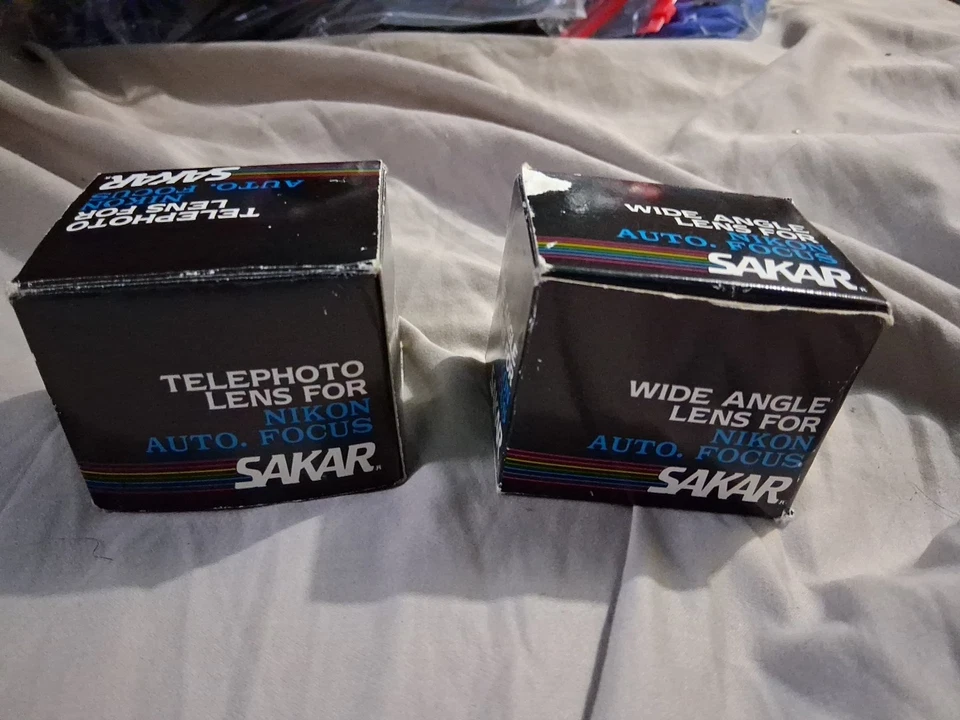 SAKAR
AUTO. FOCUS
NIKON
LENS FOR
TELEPHOTO
TELEPHOTO
LENS FOR
NIKON
AUTO. FOCUS
SAKAR®
WIDE ANGLE
LENS FOR
NIKON
AUTO. FOCUS
SAKAR®
WIDE ANGLE
LENS FOR
NIKON
AUTO. FOCUS
SAKAR®